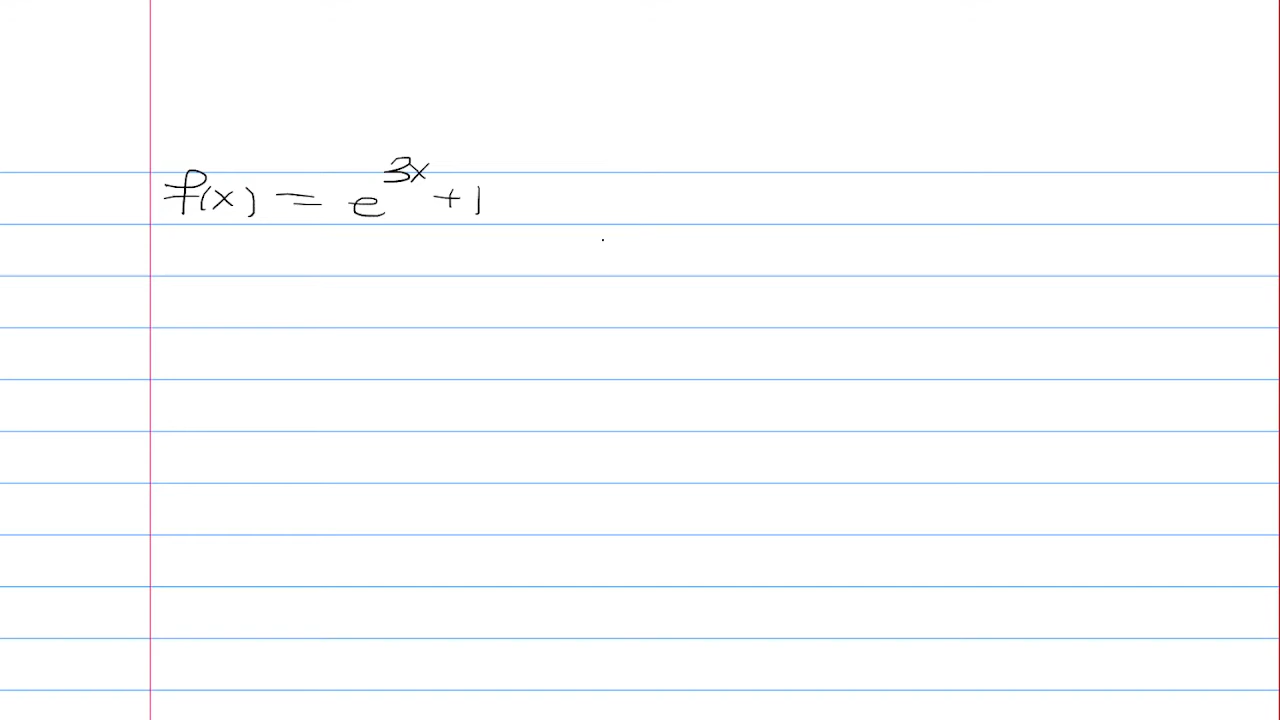 f(x) = e^{3x} + 1